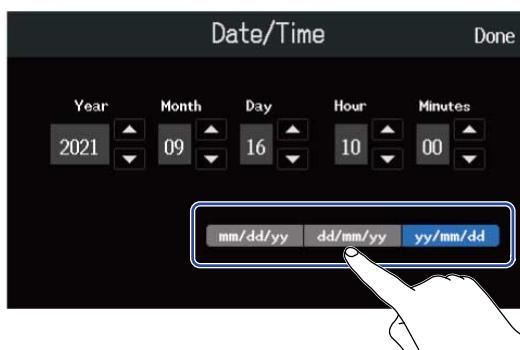 Date/Time Done
Year Month Day Hour Minutes
2021 09 16 10 00
mm/dd/yy dd/mm/yy yy/mm/dd